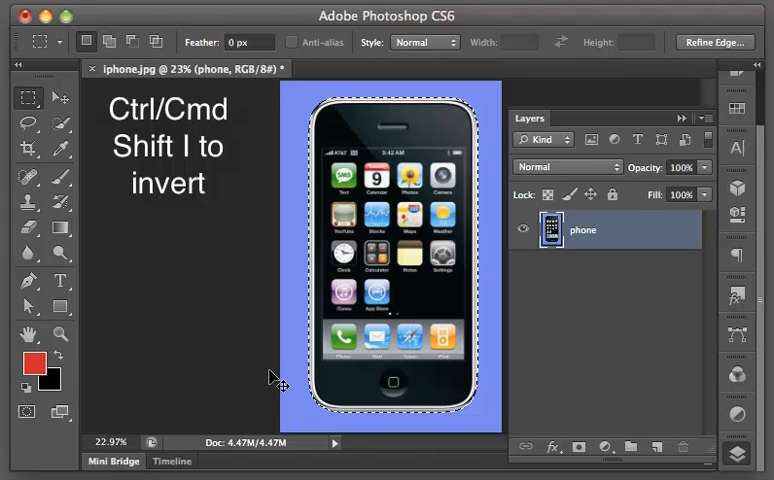 Adobe Photoshop CS6
Feather: 0 px Anti-alias Style: Normal Width: Height: Refine Edge...
iphone.jpg @ 23% (phone, RGB/8#) *
Ctrl/Cmd
Shift I to
invert
AT&T 9:42 AM
Text Calendar Photos Camera
YouTube Stocks Maps Weather
Clock Calculator Notes Settings
iTunes App Store
SMS
9
Layers
Kind
Normal Opacity: 100%
Lock: Fill: 100%
phone
22.97% Doc: 4.47M/4.47M
Mini Bridge Timeline